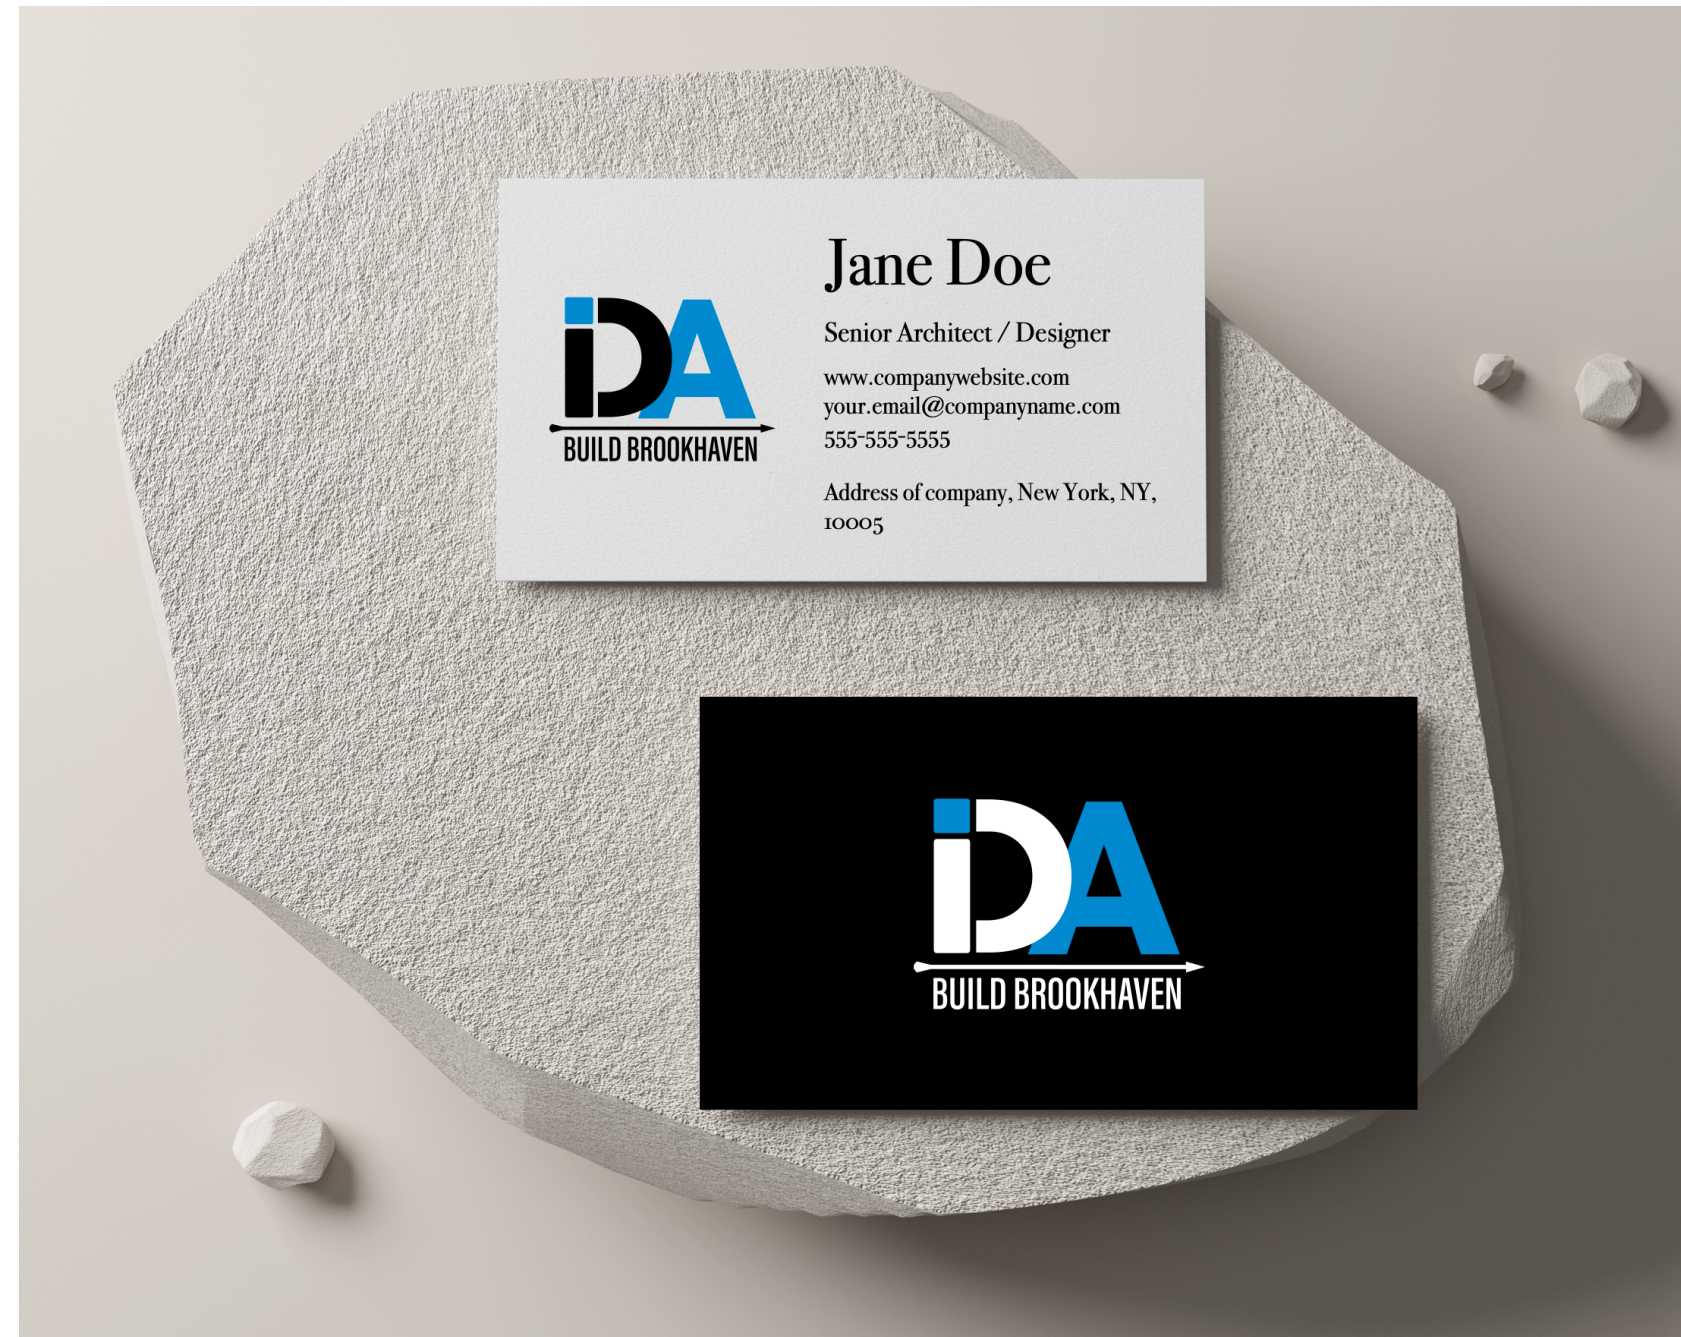 Jane Doe
Senior Architect / Designer
www.companywebsite.com
your.email@companyname.com
555-555-5555
Address of company, New York, NY,
10005
iDA
BUILD BROOKHAVEN
iDA
BUILD BROOKHAVEN